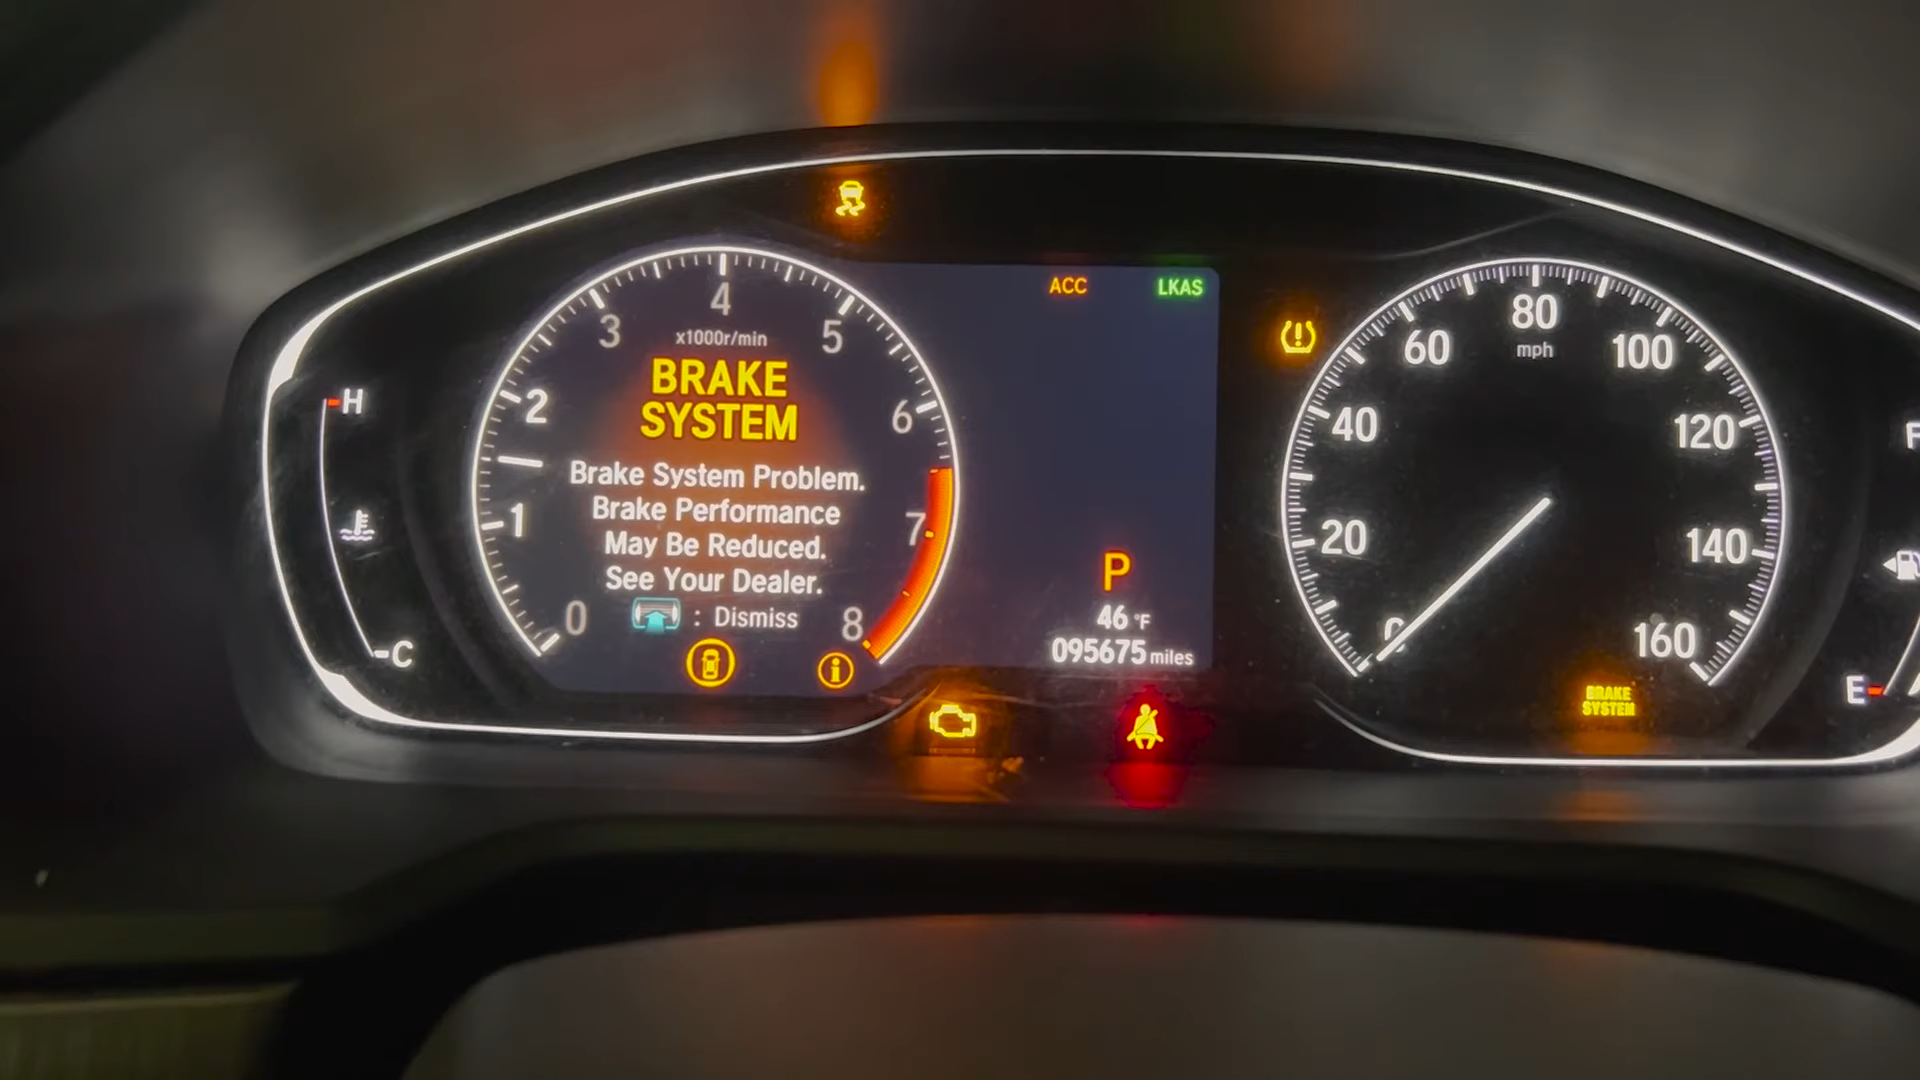 ACC LKAS
4
3
5
x1000r/min
BRAKE
SYSTEM
2
6
Brake System Problem.
Brake Performance
1
7
May Be Reduced.
See Your Dealer.
0
: Dismiss
8
H
C
P
46 °F
095675 miles
80
mph
60
100
40
120
20
140
0
160
BRAKE
SYSTEM
F
E